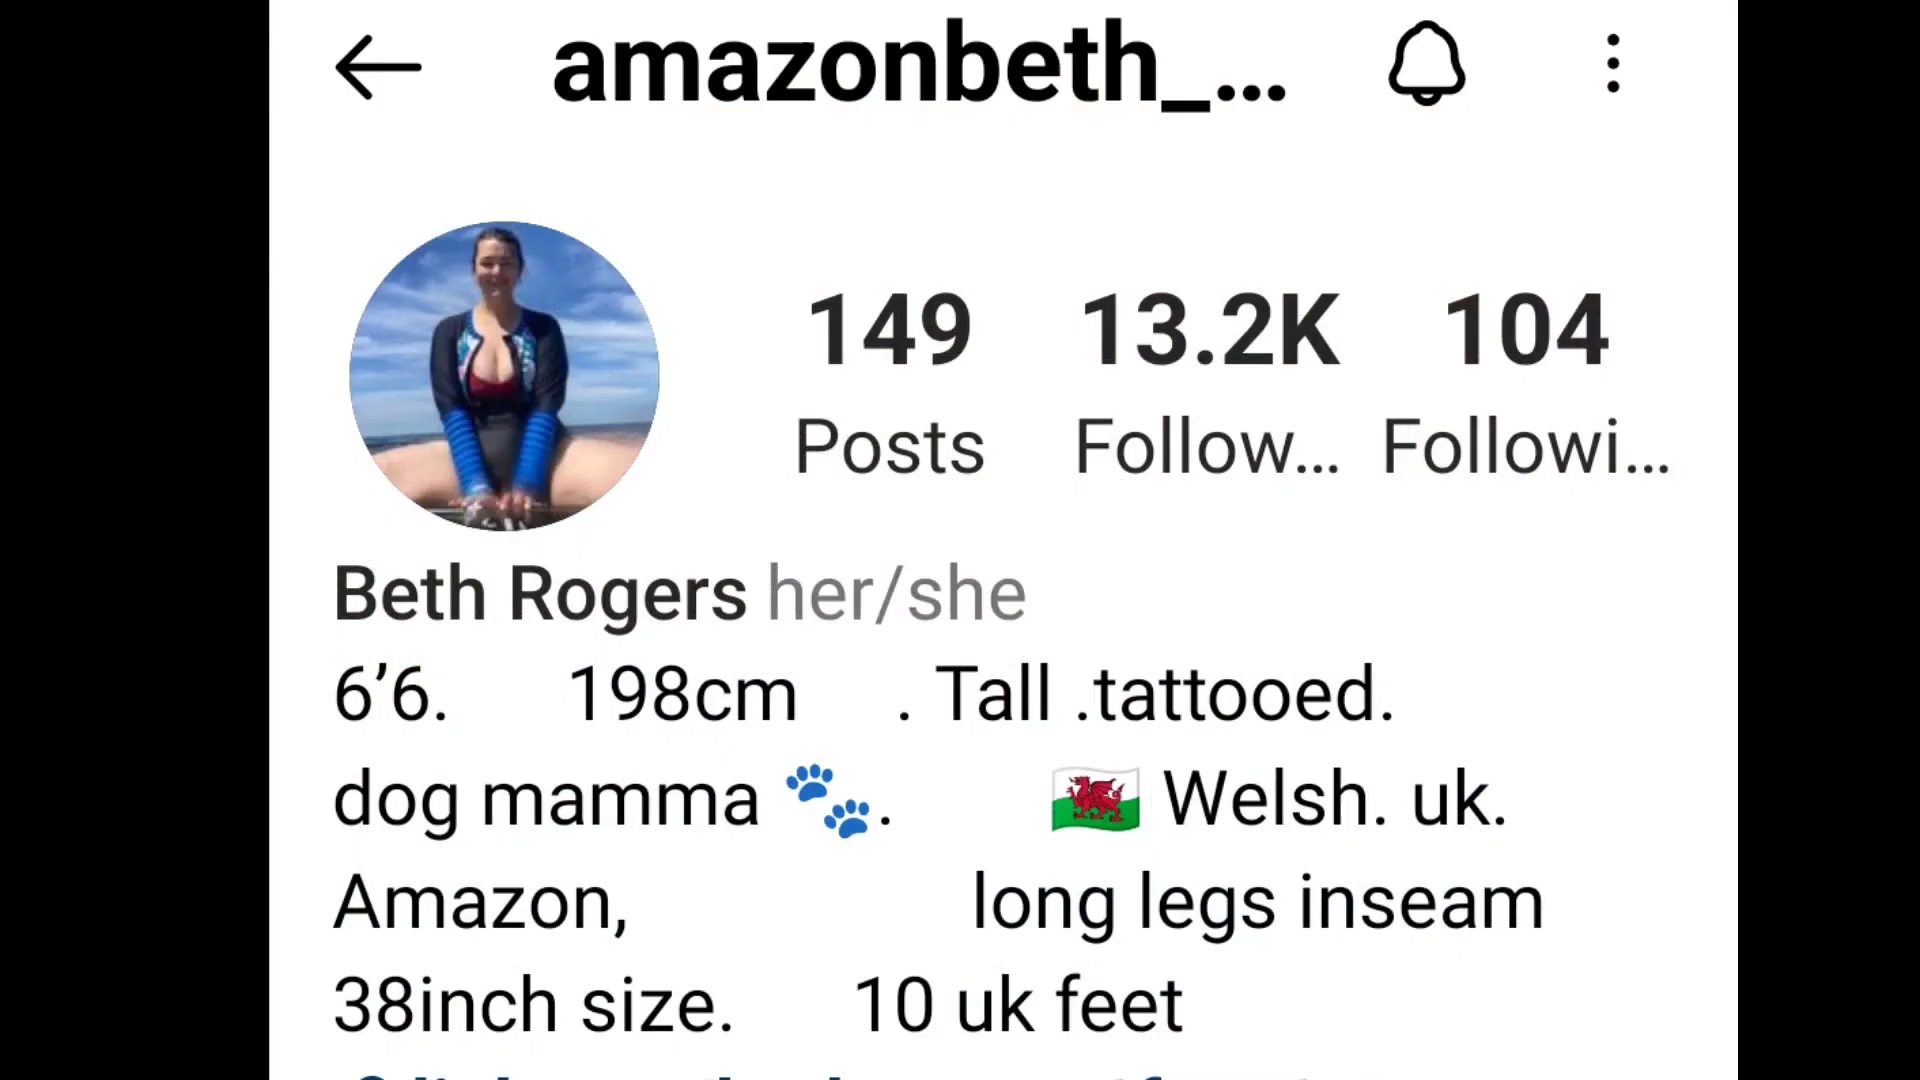 amazonbeth_...
149 13.2K 104
Posts Follow... Followi...
Beth Rogers her/she
6’6. 198cm . Tall .tattooed.
dog mamma 🐾. 🏴󠁧󠁢󠁷󠁬󠁳󠁿 Welsh. uk.
Amazon, long legs inseam
38inch size. 10 uk feet